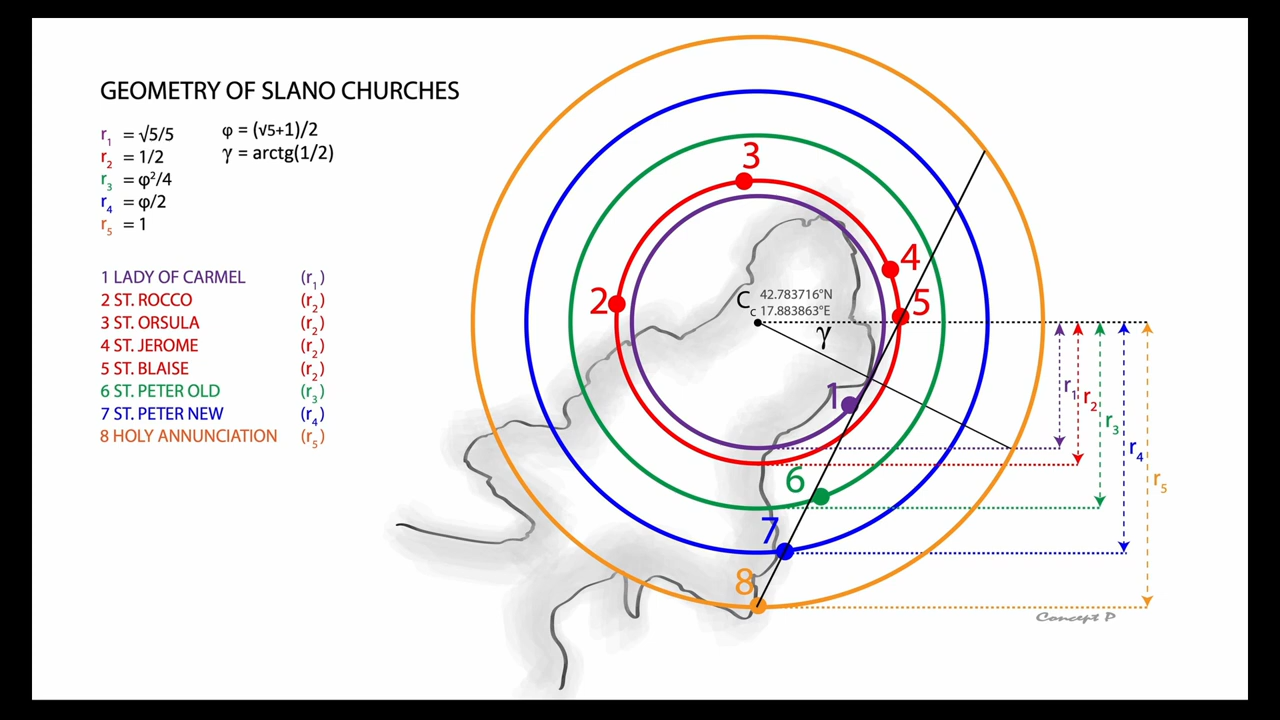 GEOMETRY OF SLANO CHURCHES
r₁ = √5/5
r₂ = 1/2
r₃ = φ²/4
r₄ = φ/2
r₅ = 1
φ = (√5+1)/2
γ = arctg(1/2)
1 LADY OF CARMEL (r₁)
2 ST. ROCCO (r₂)
3 ST. ORSULA (r₂)
4 ST. JEROME (r₂)
5 ST. BLAISE (r₂)
6 ST. PETER OLD (r₃)
7 ST. PETER NEW (r₄)
8 HOLY ANNUNCIATION (r₅)
3
4
2
5
C
c
42.783716°N
17.883863°E
γ
1
6
7
8
r₁
r₂
r₃
r₄
r₅
Concept P